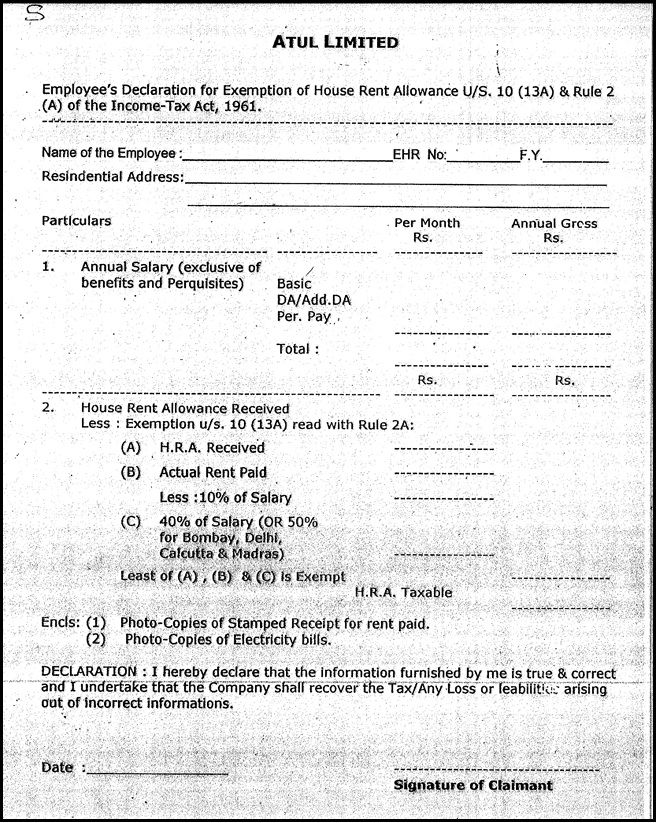 S
ATUL LIMITED
Employee's Declaration for Exemption of House Rent Allowance U/S. 10 (13A) & Rule 2
(A) of the Income-Tax Act, 1961.
Name of the Employee : EHR No: F.Y.
Resindential Address:
Particulars Per Month Annual Gross
Rs. Rs.
1. Annual Salary (exclusive of
benefits and Perquisites) Basic
DA/Add.DA
Per. Pay
Total :
Rs. Rs.
2. House Rent Allowance Received
Less : Exemption u/s. 10 (13A) read with Rule 2A:
(A) H.R.A. Received
(B) Actual Rent Paid
Less :10% of Salary
(C) 40% of Salary (OR 50%
for Bombay, Delhi,
Calcutta & Madras)
Least of (A) , (B) & (C) is Exempt
H.R.A. Taxable
Encls: (1) Photo-Copies of Stamped Receipt for rent paid.
(2) Photo-Copies of Electricity bills.
DECLARATION : I hereby declare that the information furnished by me is true & correct
and I undertake that the Company shall recover the Tax/Any Loss or leabilities arising
out of incorrect informations.
Date :
Signature of Claimant